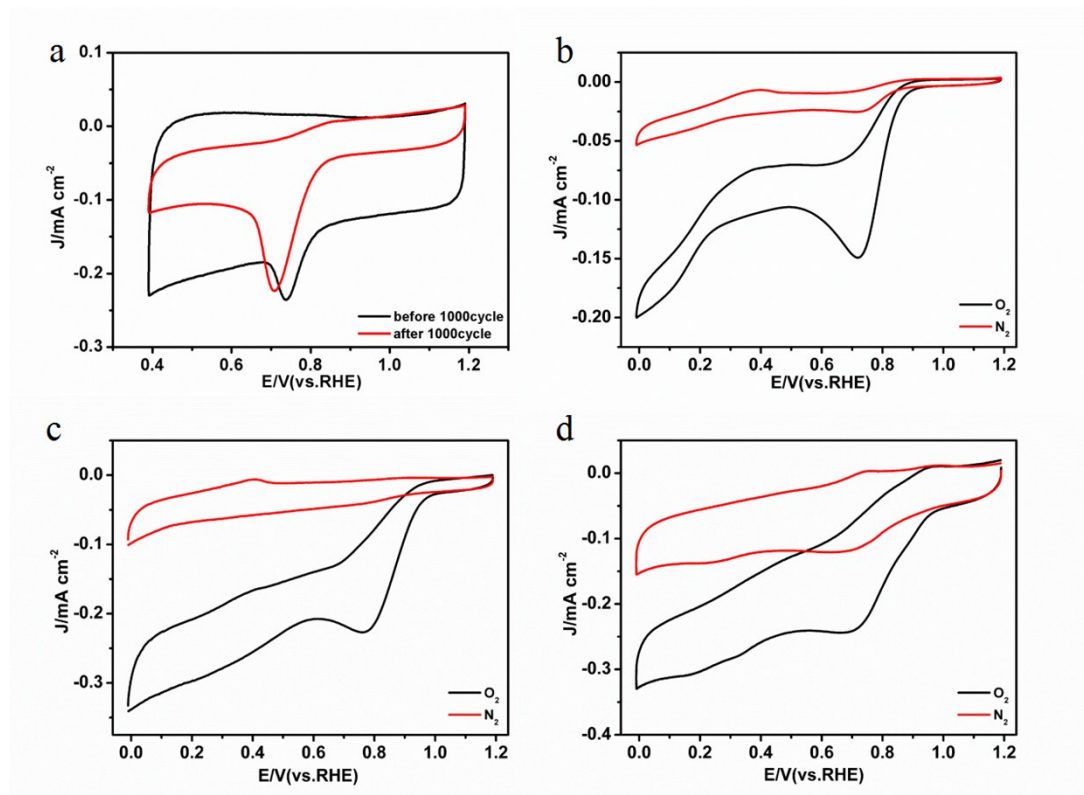 a
0.1
0.0
-0.1
-0.2
-0.3
J/mA cm-2
0.4 0.6 0.8 1.0 1.2
E/V(vs.RHE)
before 1000cycle
after 1000cycle
b
0.00
-0.05
-0.10
-0.15
-0.20
J/mA cm-2
0.0 0.2 0.4 0.6 0.8 1.0 1.2
E/V(vs.RHE)
O2
N2
c
0.0
-0.1
-0.2
-0.3
J/mA cm-2
0.0 0.2 0.4 0.6 0.8 1.0 1.2
E/V(vs.RHE)
O2
N2
d
0.0
-0.1
-0.2
-0.3
-0.4
J/mA cm-2
0.0 0.2 0.4 0.6 0.8 1.0 1.2
E/V(vs.RHE)
O2
N2